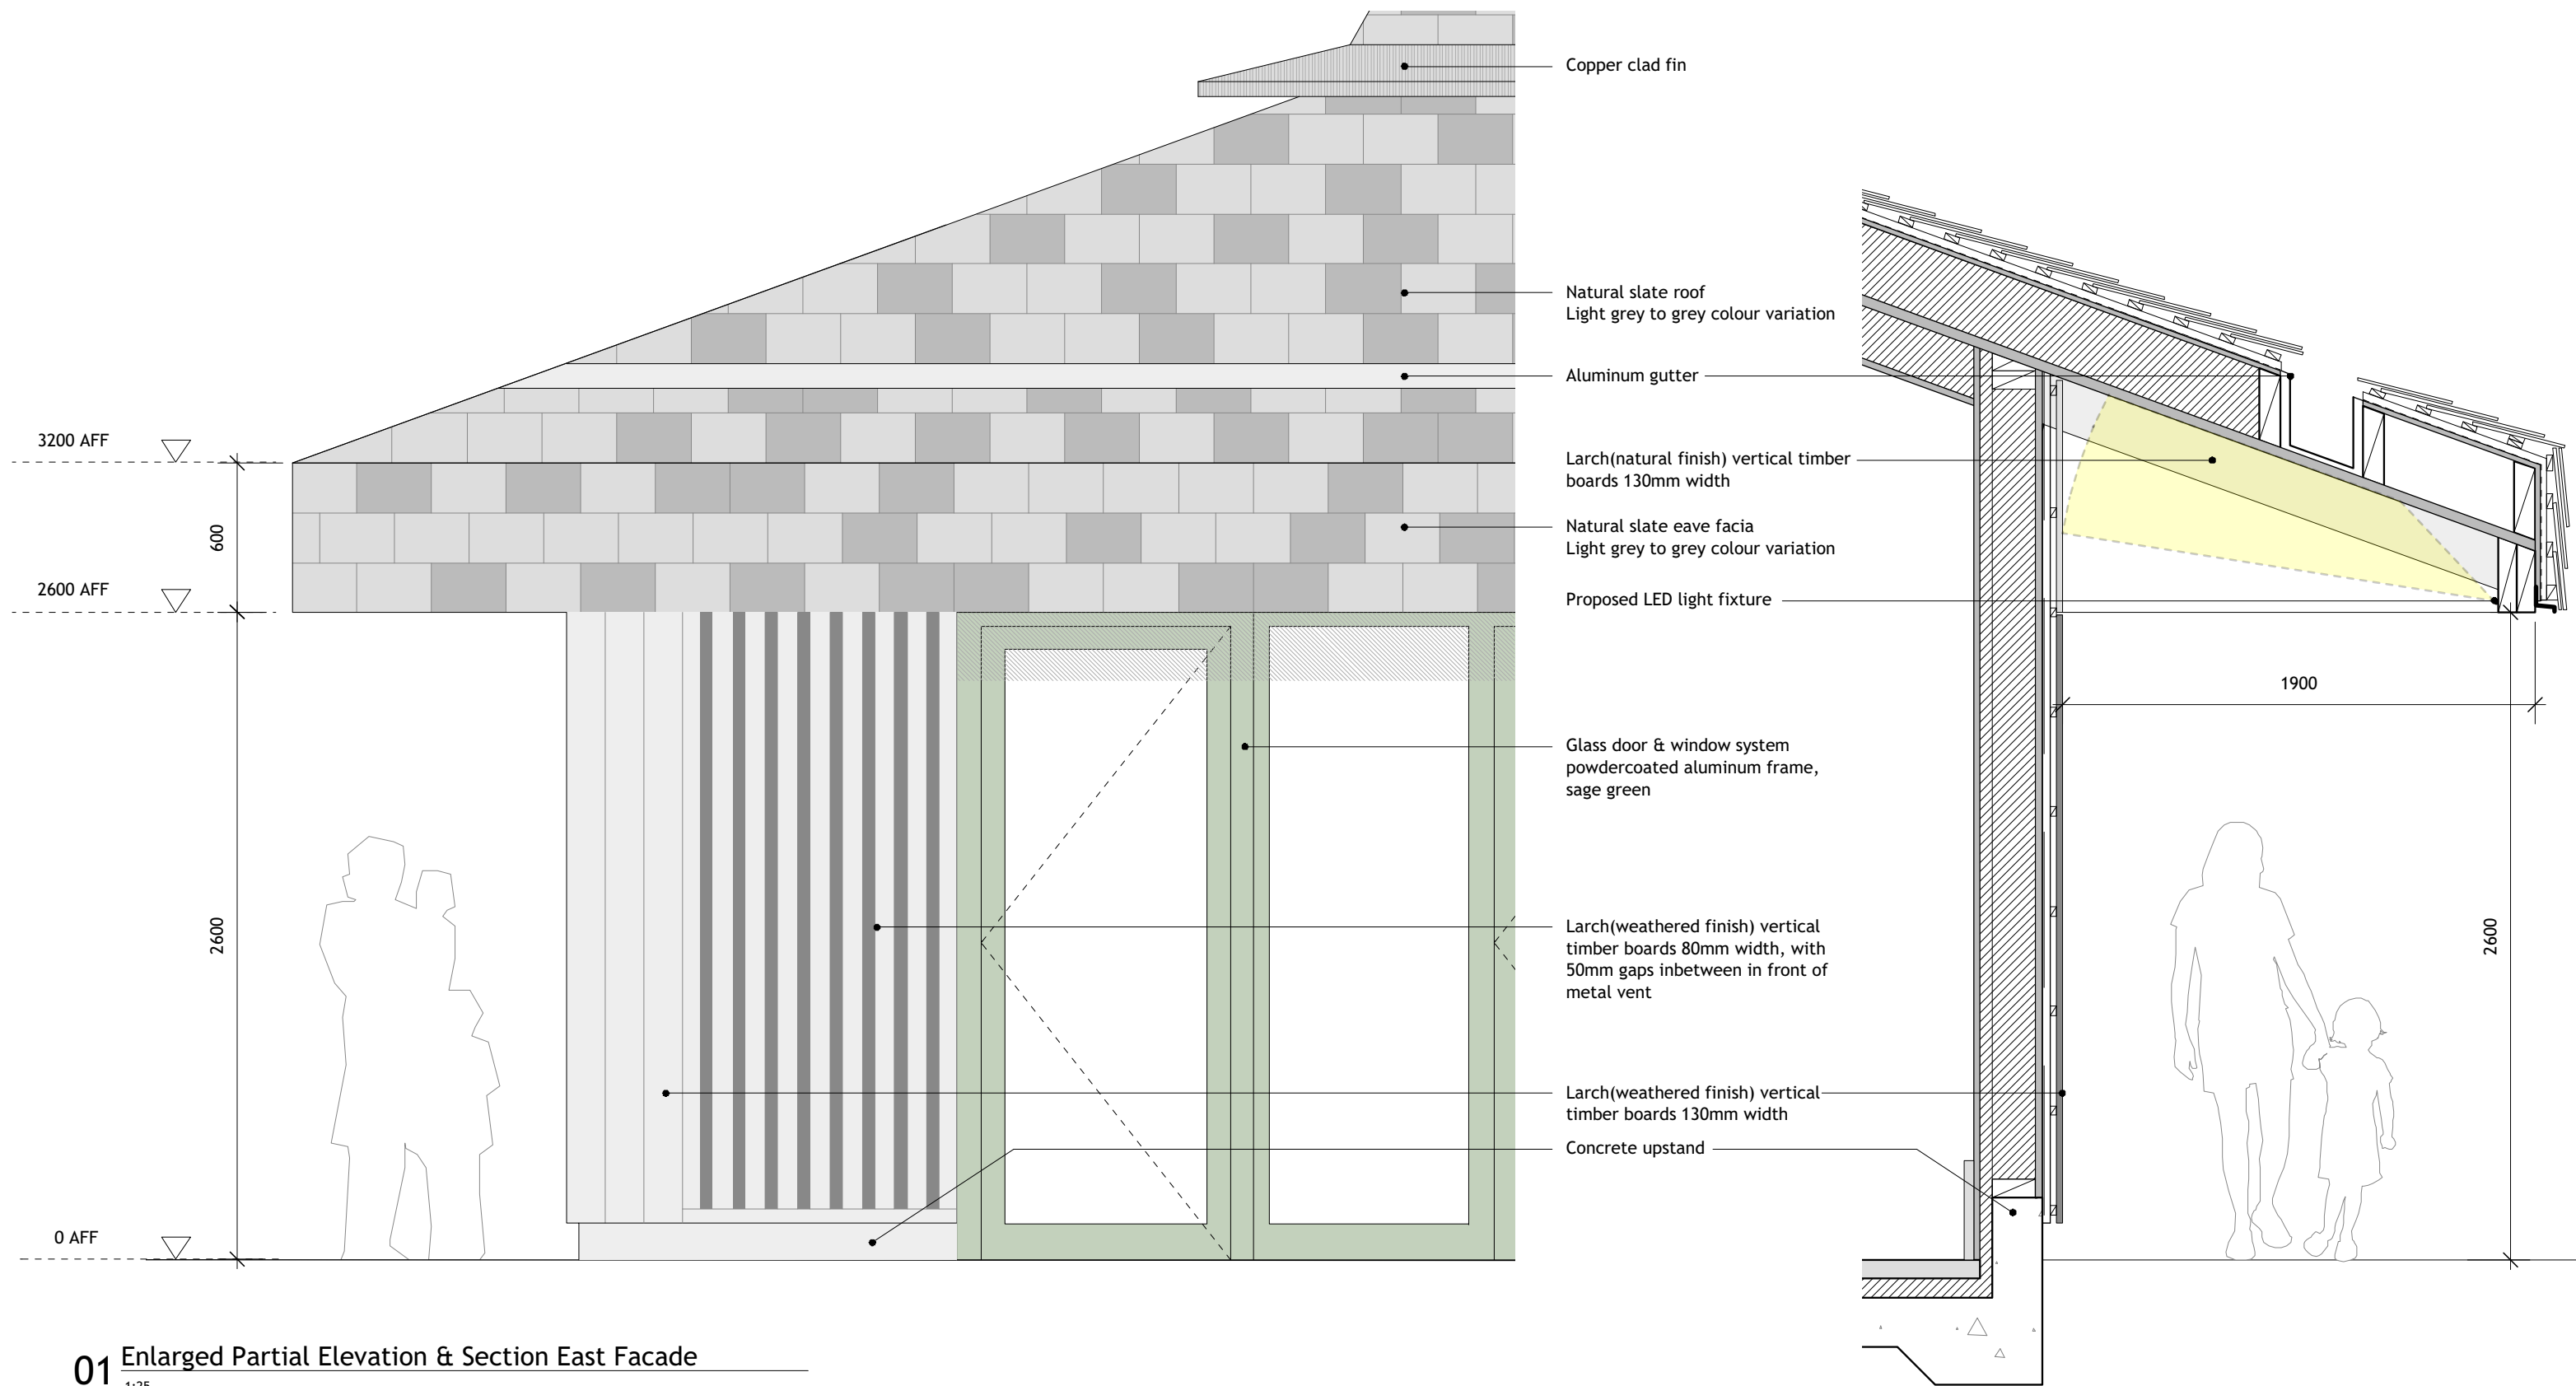 Copper clad fin
Natural slate roof
Light grey to grey colour variation
Aluminum gutter
3200 AFF
Larch(natural finish) vertical timber
boards 130mm width
600
Natural slate eave facia
Light grey to grey colour variation
2600 AFF
Proposed LED light fixture
1900
Glass door & window system
powdercoated aluminum frame,
sage green
2600
Larch(weathered finish) vertical
timber boards 80mm width, with
50mm gaps inbetween in front of
metal vent
2600
Larch(weathered finish) vertical
timber boards 130mm width
Concrete upstand
0 AFF
01 Enlarged Partial Elevation & Section East Facade
1:25